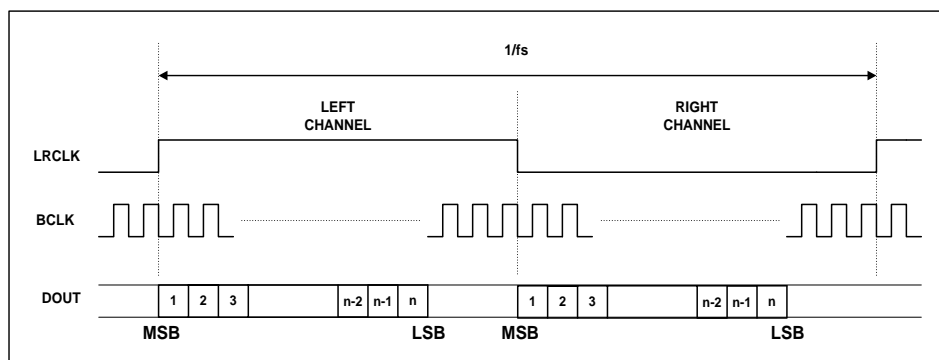 1/fs
LEFT
CHANNEL
RIGHT
CHANNEL
LRCLK
BCLK
DOUT
1 2 3 n-2 n-1 n 1 2 3 n-2 n-1 n
MSB LSB MSB LSB